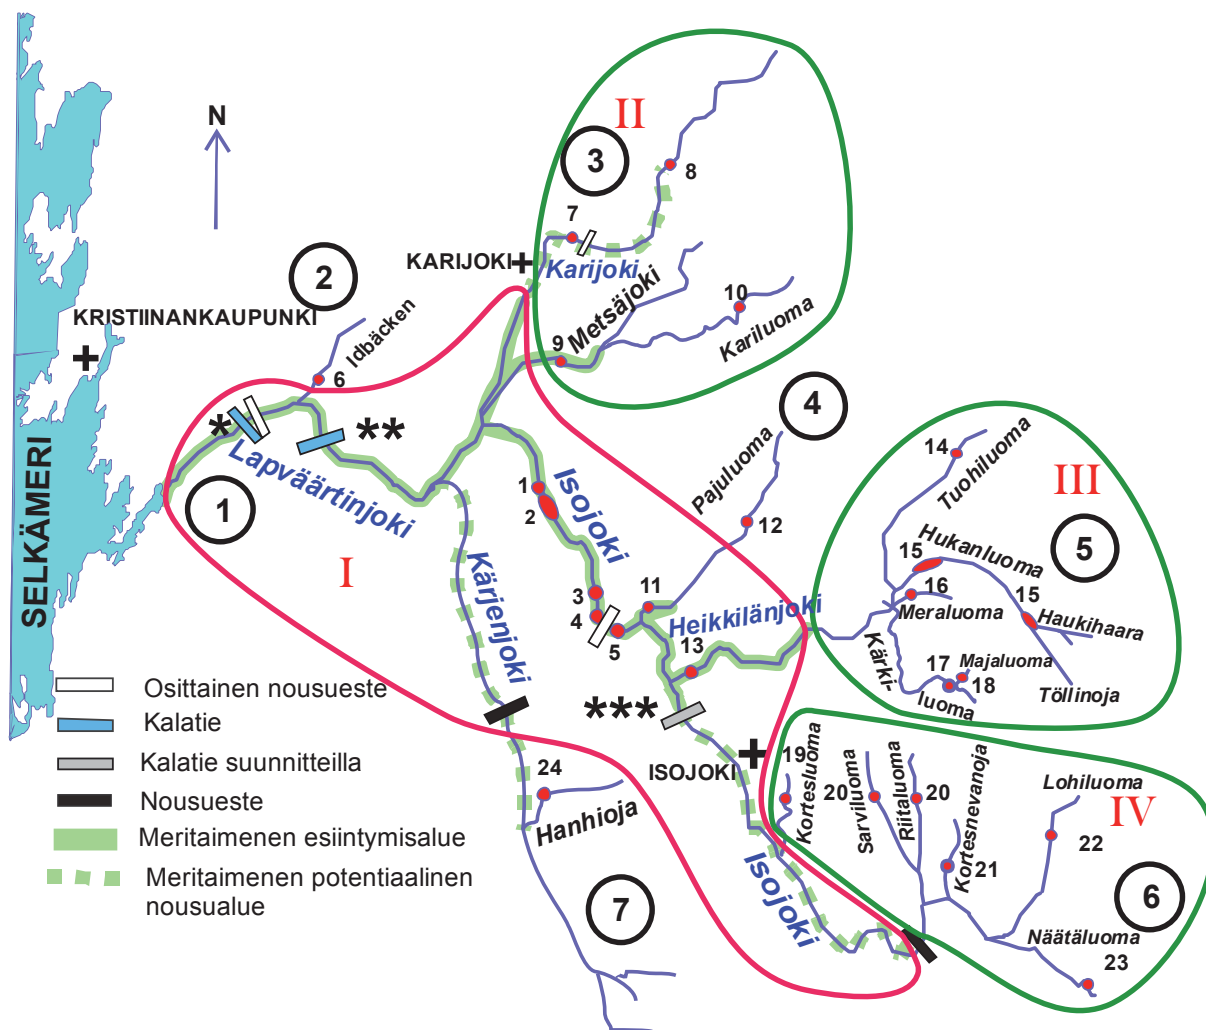 N
II
3
8
7
KARIJOKI
Karijoki
2
Metsäjoki
10
Kariluoma
KRISTIINANKAUPUNKI
Idbäcken
6
9
*
**
4
Pajuluoma
14
Tuohiluoma
III
Lapväärtinjoki
1
I
1
2
Isojoki
12
5
15
Hukanluoma
SELKÄMERI
Kärjenjoki
3
4
5
11
Heikkilänjoki
13
16
Meraluoma
15
Haukihaara
Kärki-
luoma
17
Majaluoma
18
Töllinoja
***
ISOJOKI
19
Kortesluoma
20
Sarviluoma
Riitaluoma
20
Kortesnevanoja
21
Lohiluoma
IV
22
6
Näätäluoma
23
24
Hanhioja
7
Isojoki
Osittainen nousueste
Kalatie
Kalatie suunnitteilla
Nousueste
Meritaimenen esiintymisalue
Meritaimenen potentiaalinen
nousualue